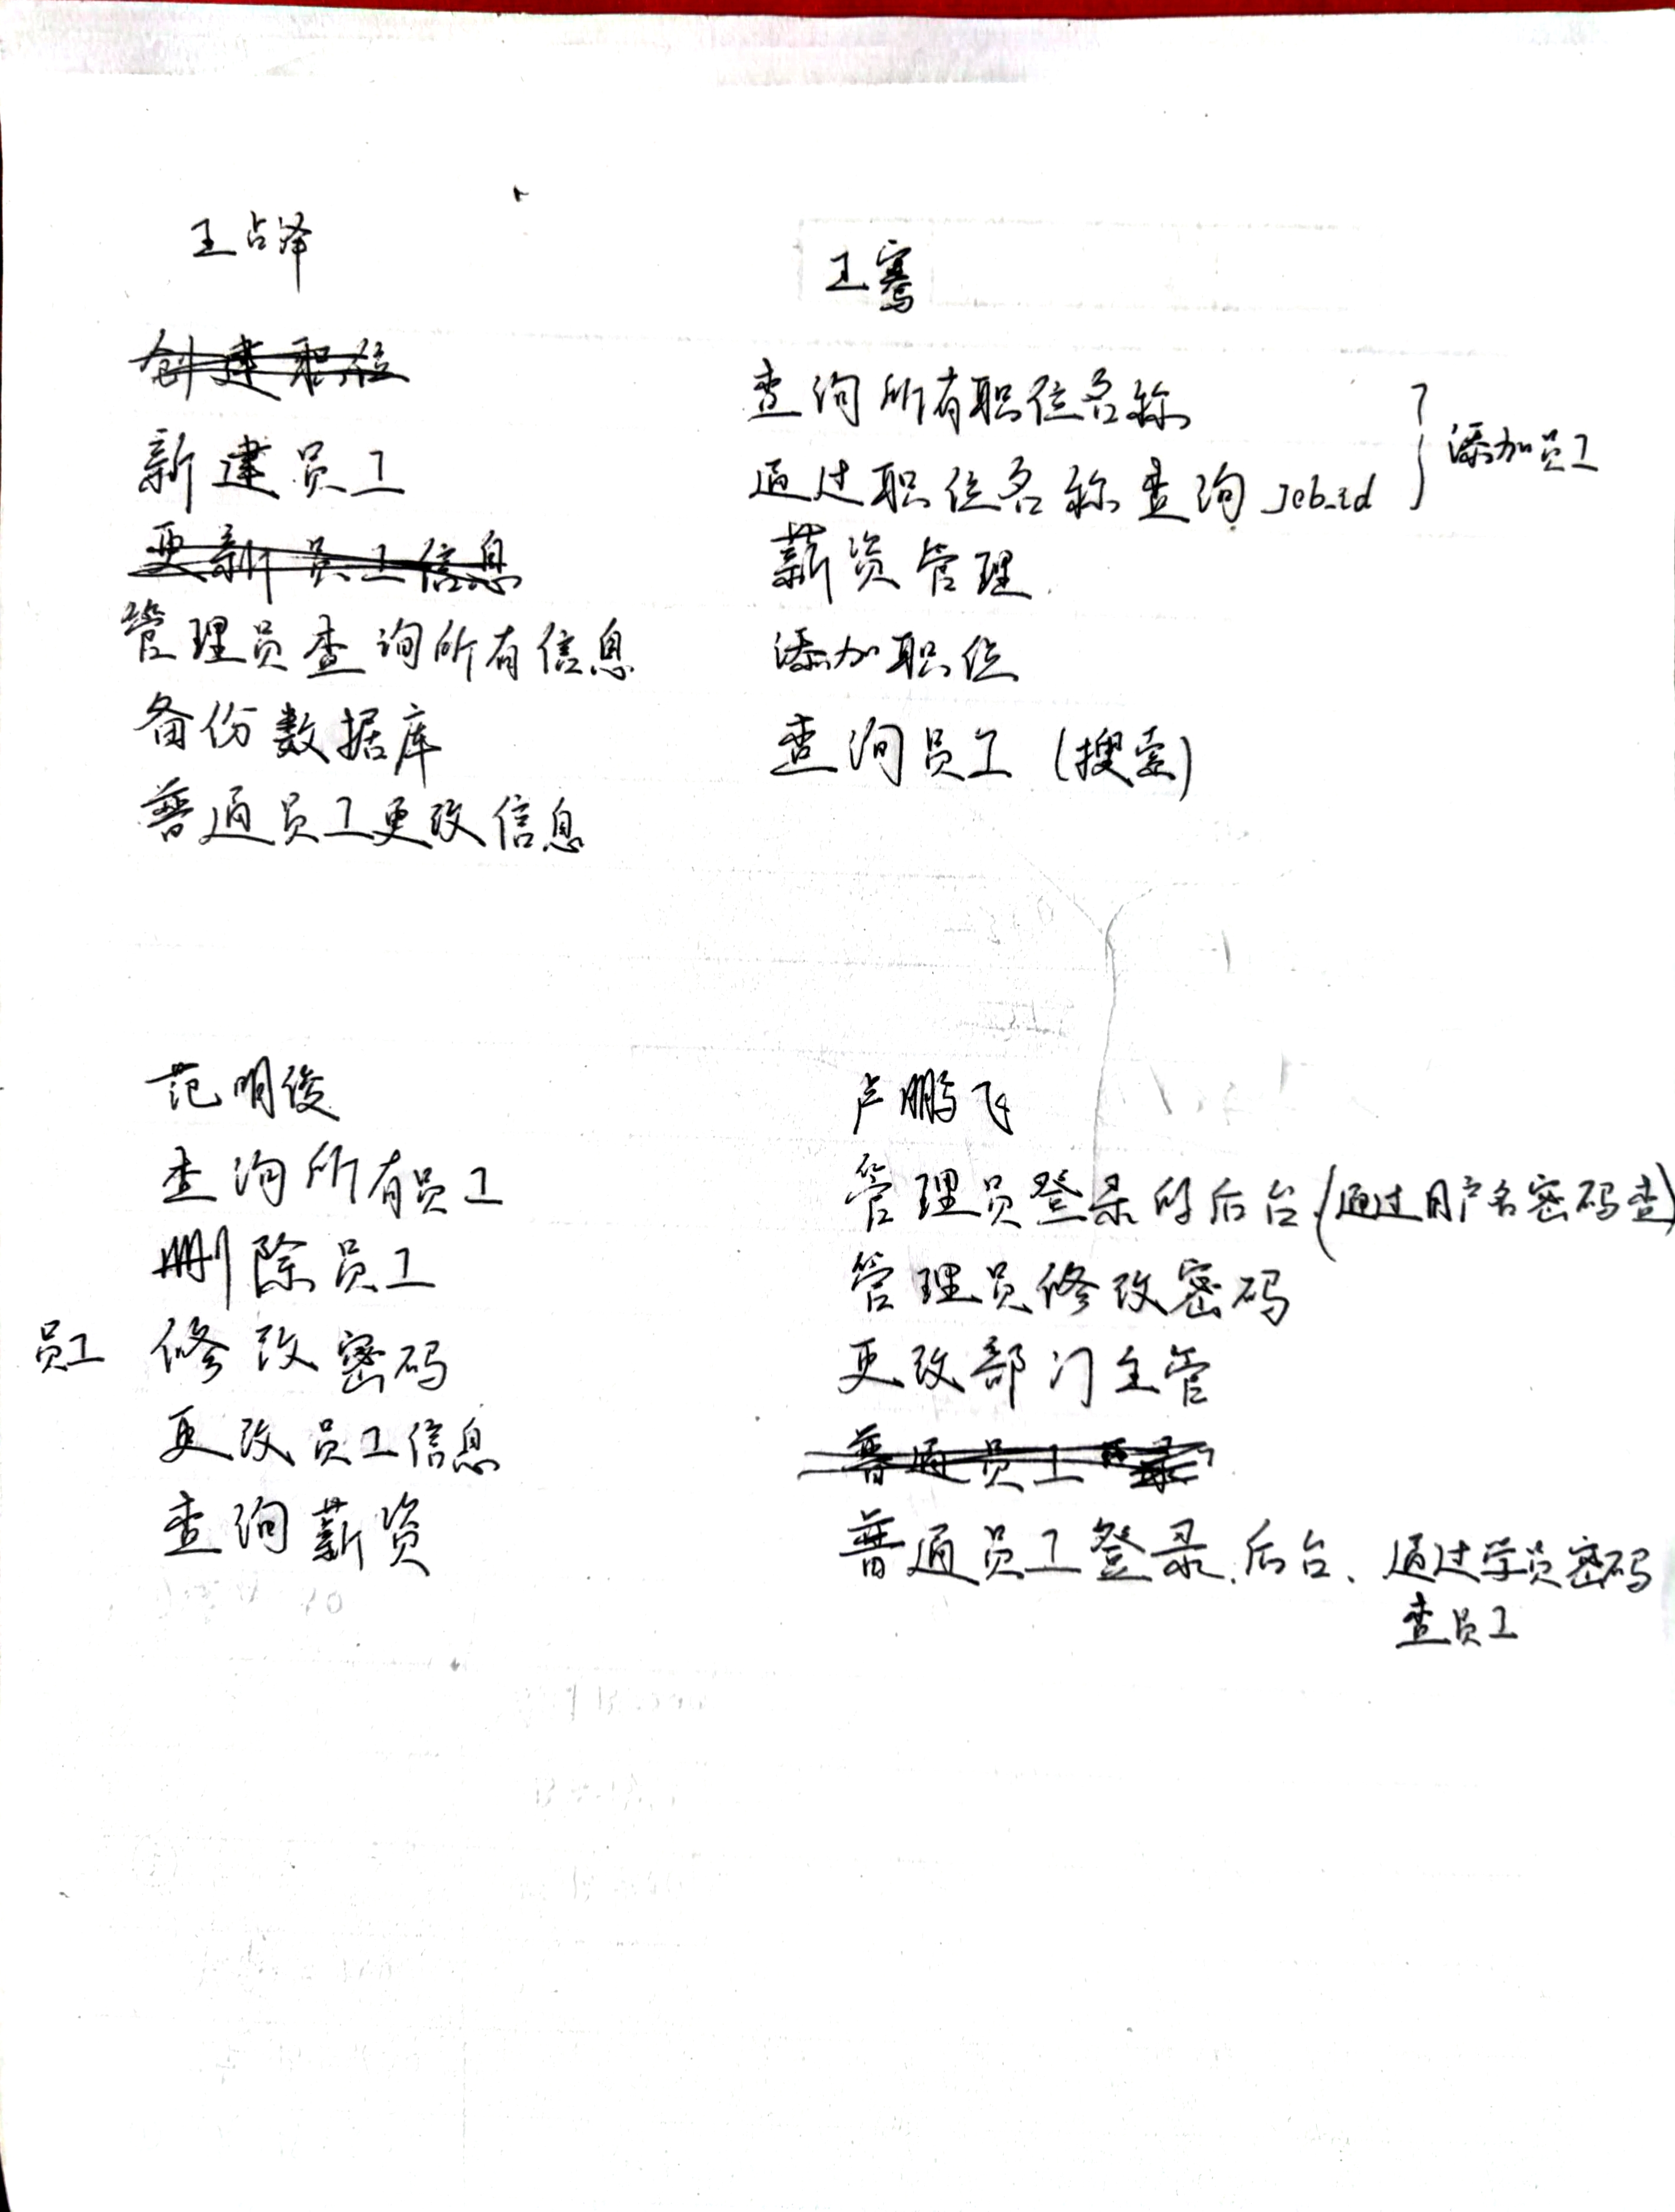 王占泽
创建职位
新建员工
更新员工信息
管理员查询所有信息
备份数据库
普通员工更改信息
王骞
查询所有职位名称
通过职位名称查询 Job_id
添加员工
薪资管理
添加职位
查询员工 (搜索)
范明俊
查询所有员工
删除员工
员工 修改密码
更改员工信息
查询薪资
卢鹏飞
管理员登录的后台 (通过用户名密码查)
管理员修改密码
更改部门主管
普通员工登录
普通员工登录、后台、通过学员密码
查员工